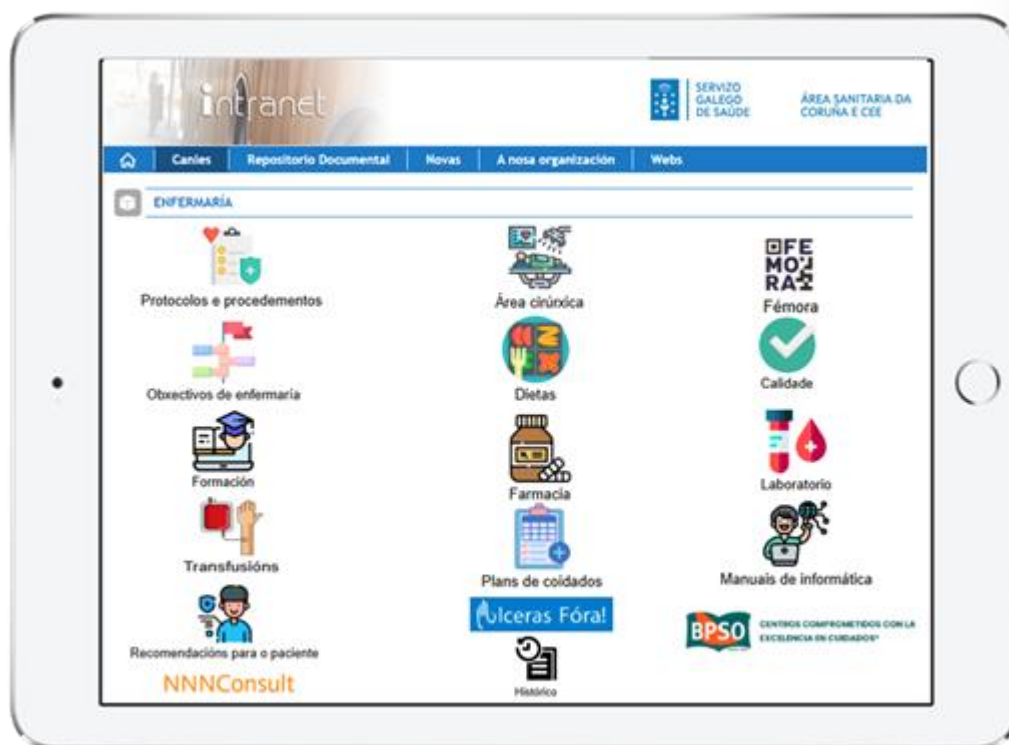 intranet
SERVIZO
GALEGO
DE SAÚDE
ÁREA SANITARIA DA
CORUÑA E CEE
Canles
Repositorio Documental
Novas
A nosa organización
Webs
ENFERMARÍA
Protocolos e procedementos
Área cirúrxica
FE
MO
RA
Fémora
Obxectivos de enfermaría
Dietas
Calidade
Formación
Farmacia
Laboratorio
Transfusións
Plans de coidados
Manuais de informática
Recomendacións para o paciente
Úlceras Fóra!
BPSO
CENTROS COMPROMETIDOS CON LA
EXCELENCIA EN CUIDADOS®
NNNConsult
Histórico